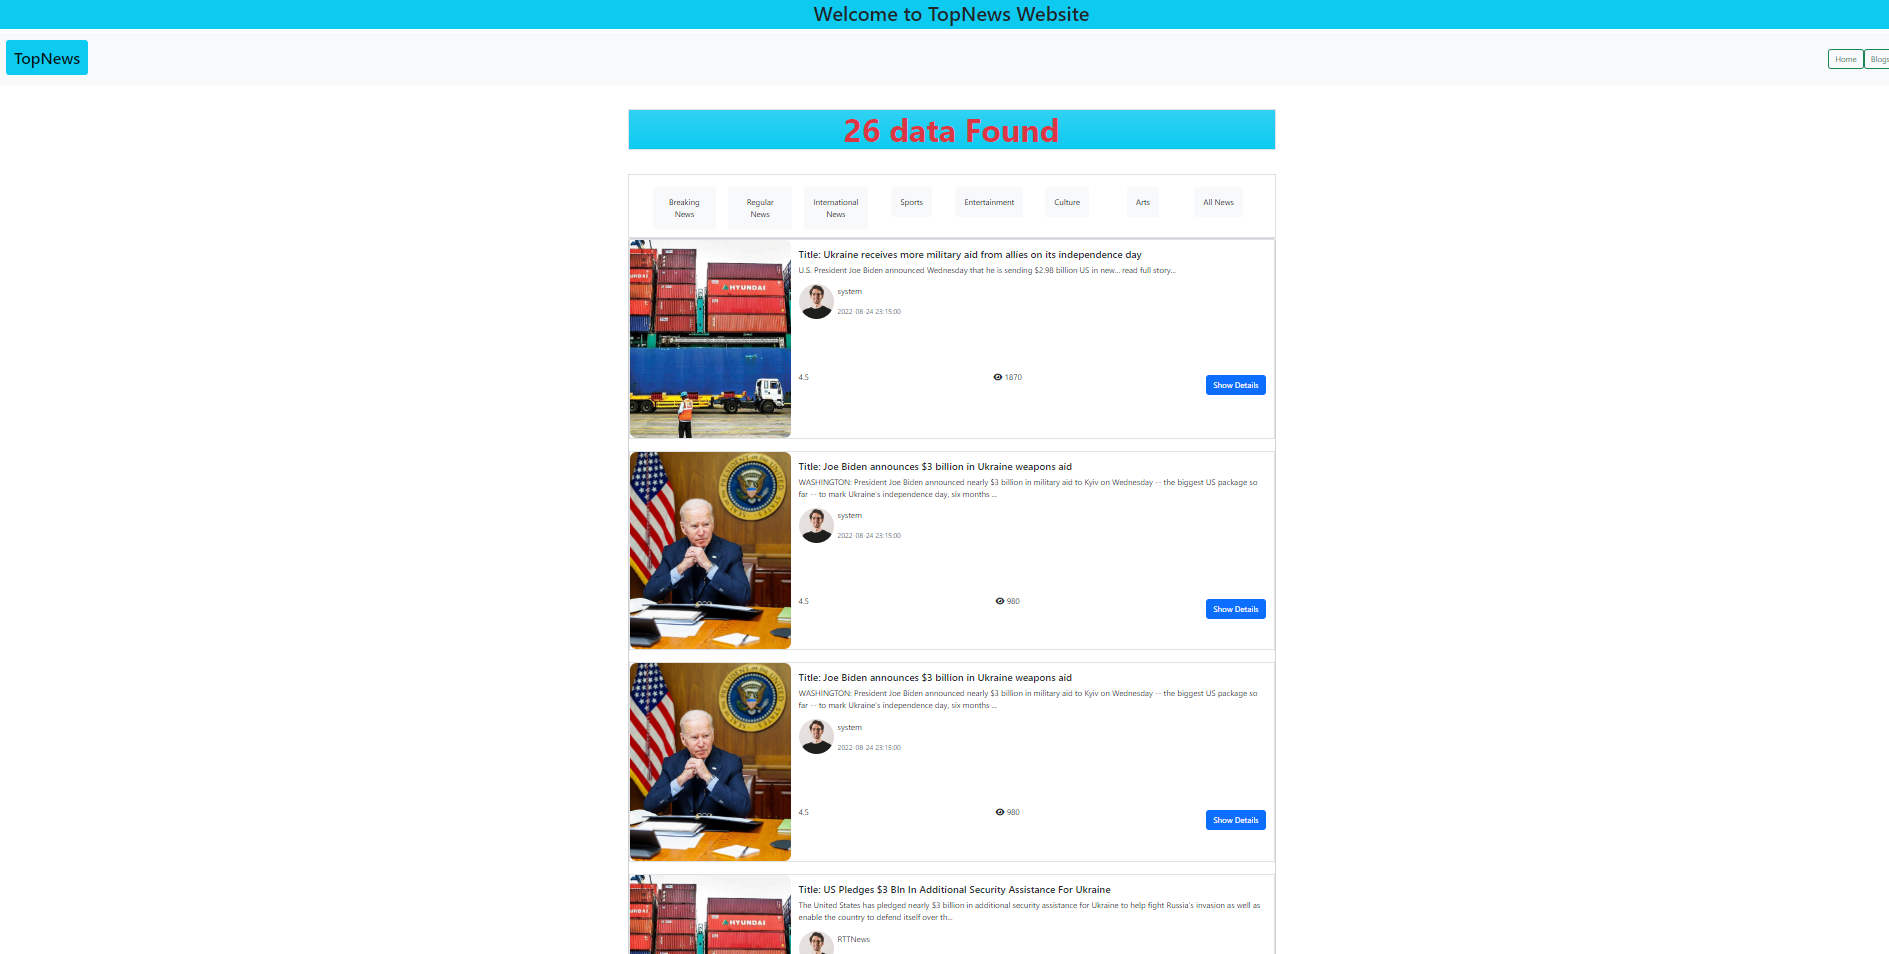 Welcome to TopNews Website
TopNews
Home
Blogs
26 data Found
Breaking
News
Regular
News
International
News
Sports
Entertainment
Culture
Arts
All News
HYUNDAI
Title: Ukraine receives more military aid from allies on its independence day
U.S. President Joe Biden announced Wednesday that he is sending $2.98 billion US in new... read full story...
system
2022-08-24 23:15:00
4.5
1870
Show Details
Title: Joe Biden announces $3 billion in Ukraine weapons aid
WASHINGTON: President Joe Biden announced nearly $3 billion in military aid to Kyiv on Wednesday -- the biggest US package so
far -- to mark Ukraine's independence day, six months ...
system
2022-08-24 23:15:00
4.5
980
Show Details
Title: Joe Biden announces $3 billion in Ukraine weapons aid
WASHINGTON: President Joe Biden announced nearly $3 billion in military aid to Kyiv on Wednesday -- the biggest US package so
far -- to mark Ukraine's independence day, six months ...
system
2022-08-24 23:15:00
4.5
980
Show Details
HYUNDAI
Title: US Pledges $3 Bln In Additional Security Assistance For Ukraine
The United States has pledged nearly $3 billion in additional security assistance for Ukraine to help fight Russia's invasion as well as
enable the country to defend itself over th...
RTTNews